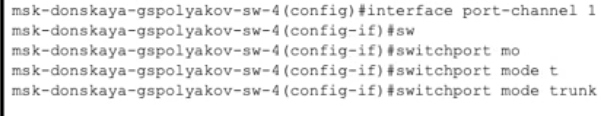 msk-donskaya-gspolyakov-sw-4(config)#interface port-channel 1
msk-donskaya-gspolyakov-sw-4(config-if)#sw
msk-donskaya-gspolyakov-sw-4(config-if)#switchport mo
msk-donskaya-gspolyakov-sw-4(config-if)#switchport mode t
msk-donskaya-gspolyakov-sw-4(config-if)#switchport mode trunk